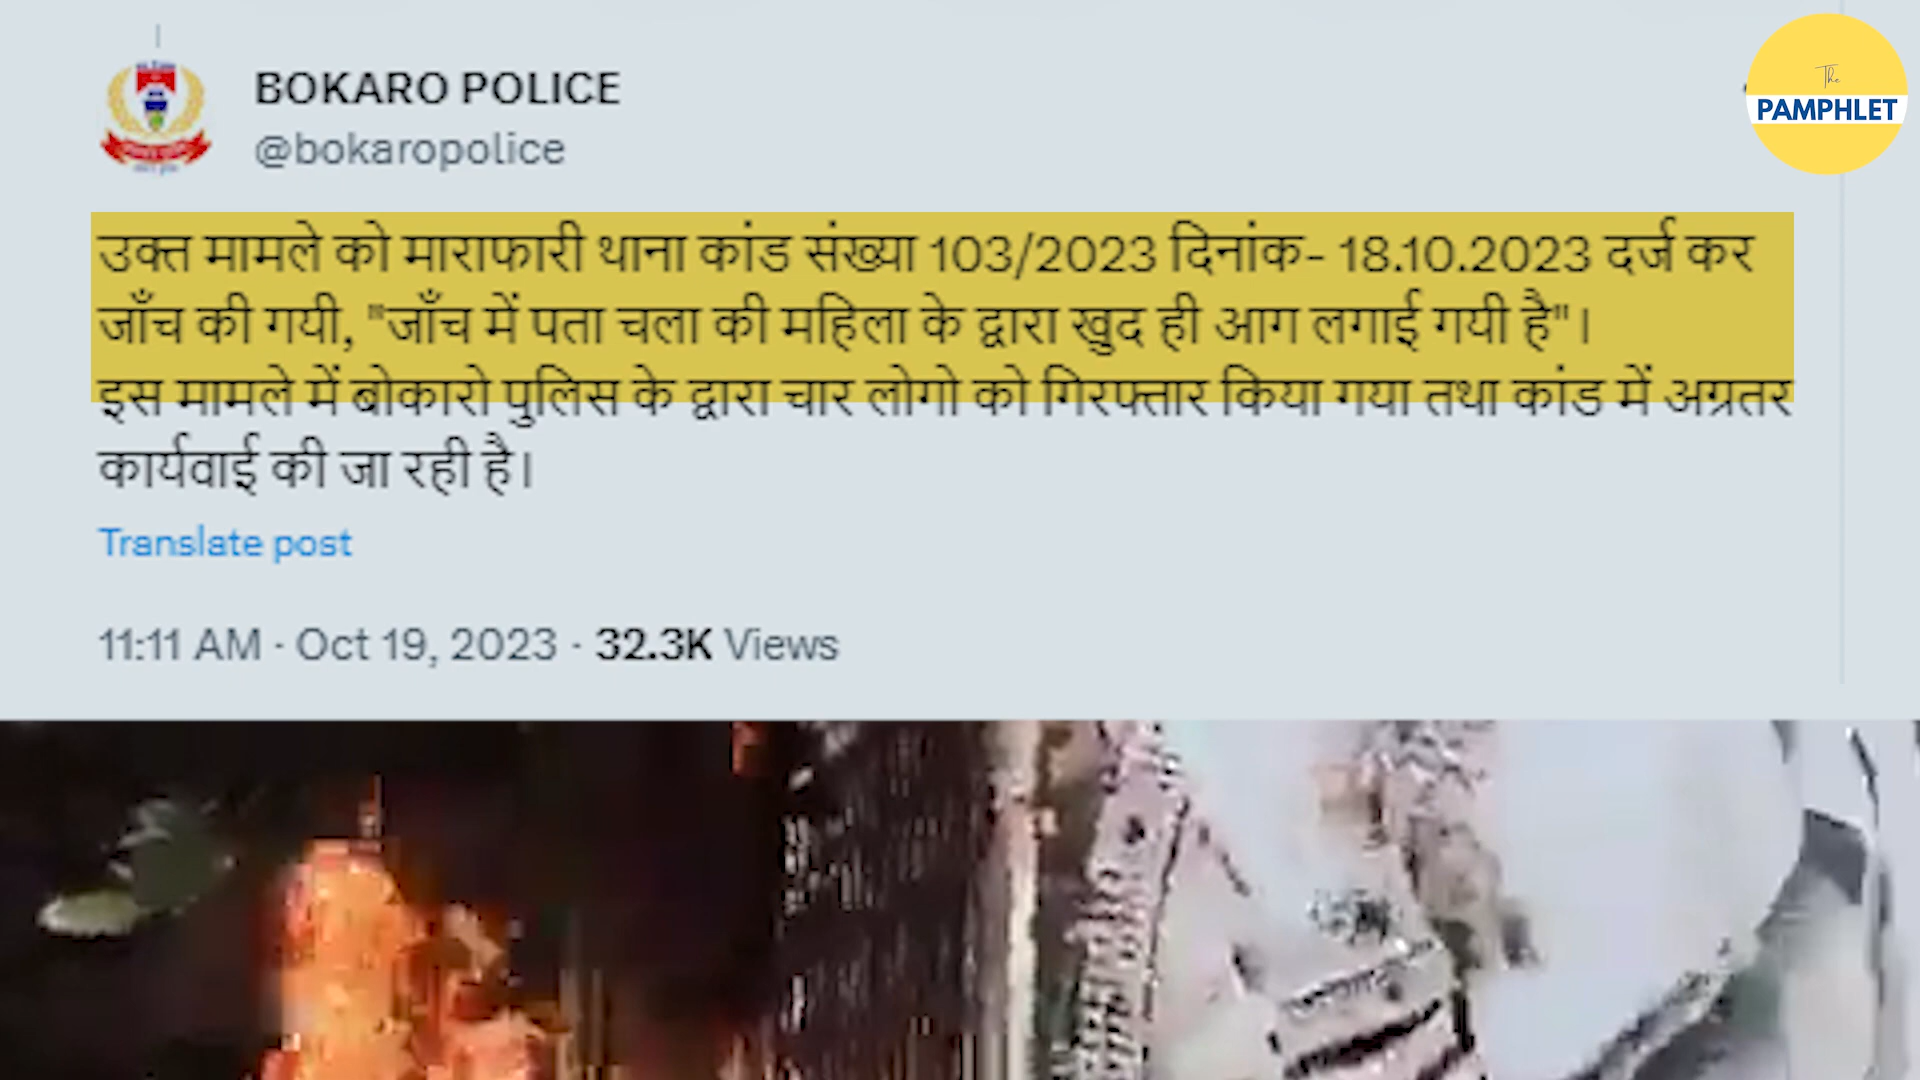 BOKARO POLICE
@bokaropolice
The
PAMPHLET
उक्त मामले को माराफारी थाना कांड संख्या 103/2023 दिनांक- 18.10.2023 दर्ज कर
जाँच की गयी, "जाँच में पता चला की महिला के द्वारा खुद ही आग लगाई गयी है"।
इस मामले में बोकारो पुलिस के द्वारा चार लोगो को गिरफ्तार किया गया तथा कांड में अग्रतर
कार्यवाई की जा रही है।
Translate post
11:11 AM · Oct 19, 2023 · 32.3K Views